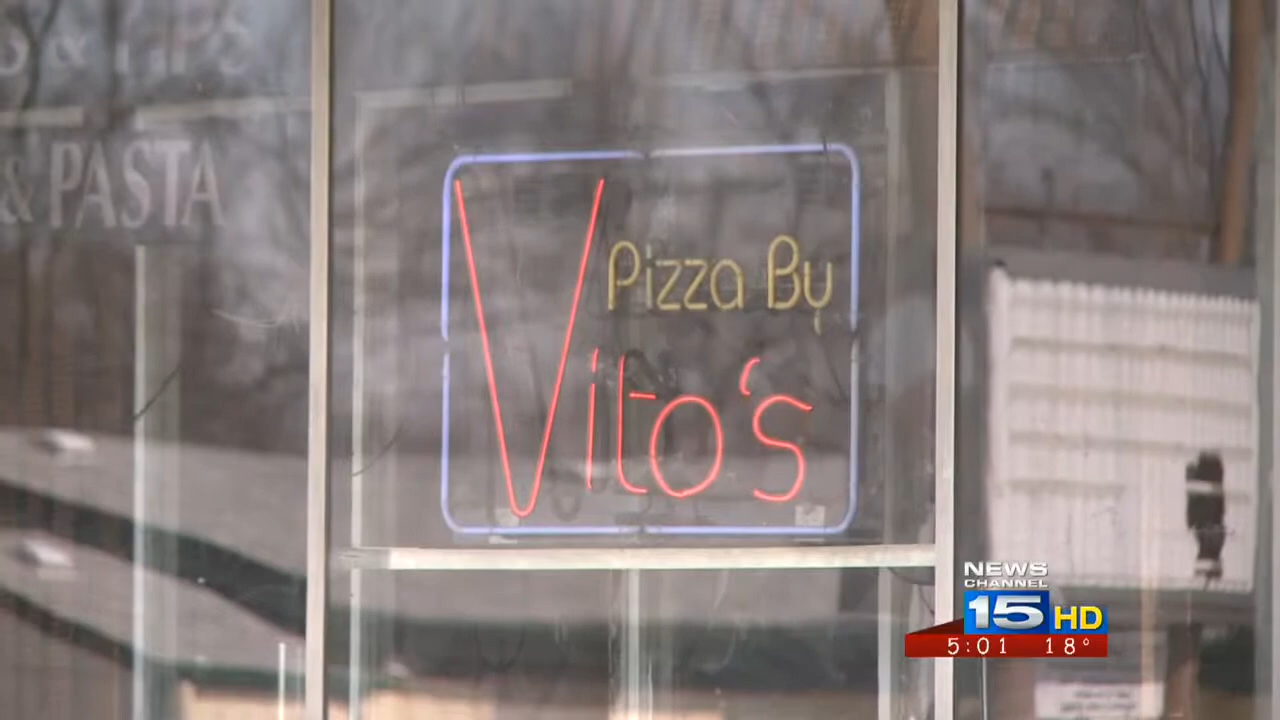 & PASTA
Pizza By
Vito's
NEWS
CHANNEL
15 HD
5:01 18°